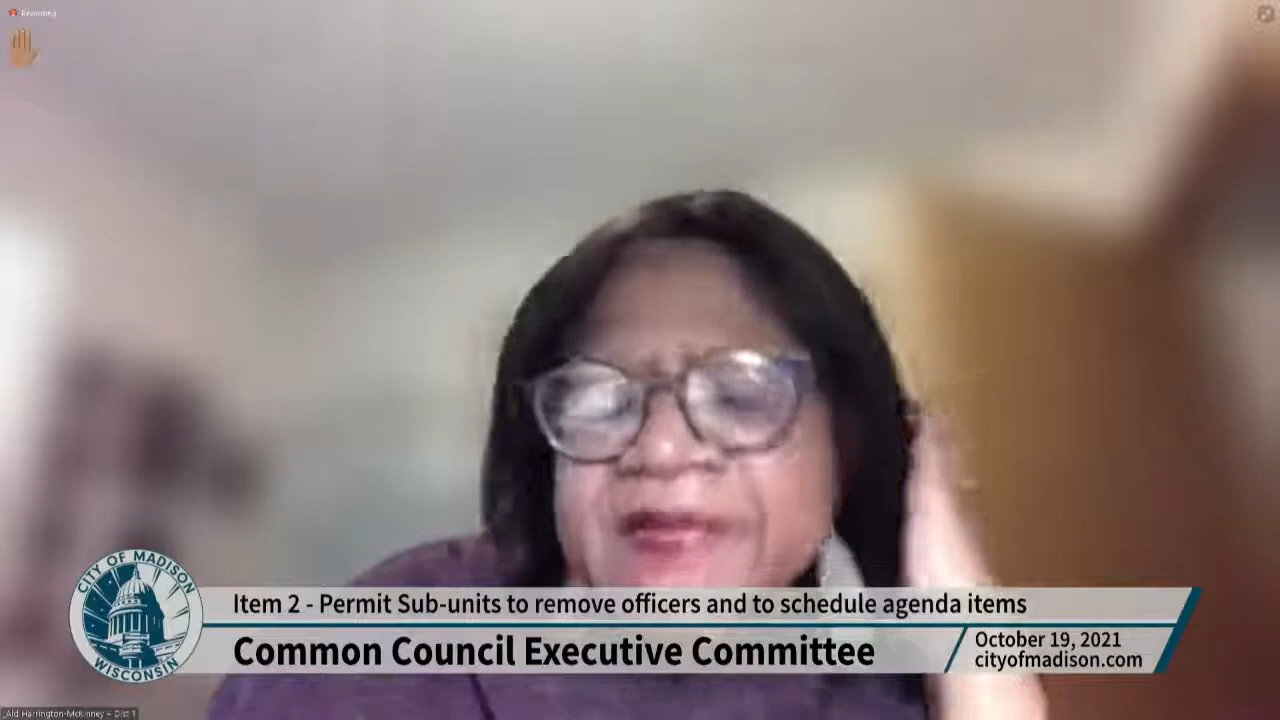 Recording
CITY OF MADISON
WISCONSIN
Item 2 - Permit Sub-units to remove officers and to schedule agenda items
Common Council Executive Committee
October 19, 2021
cityofmadison.com
Ald Harrington-McKinney - Dist 1